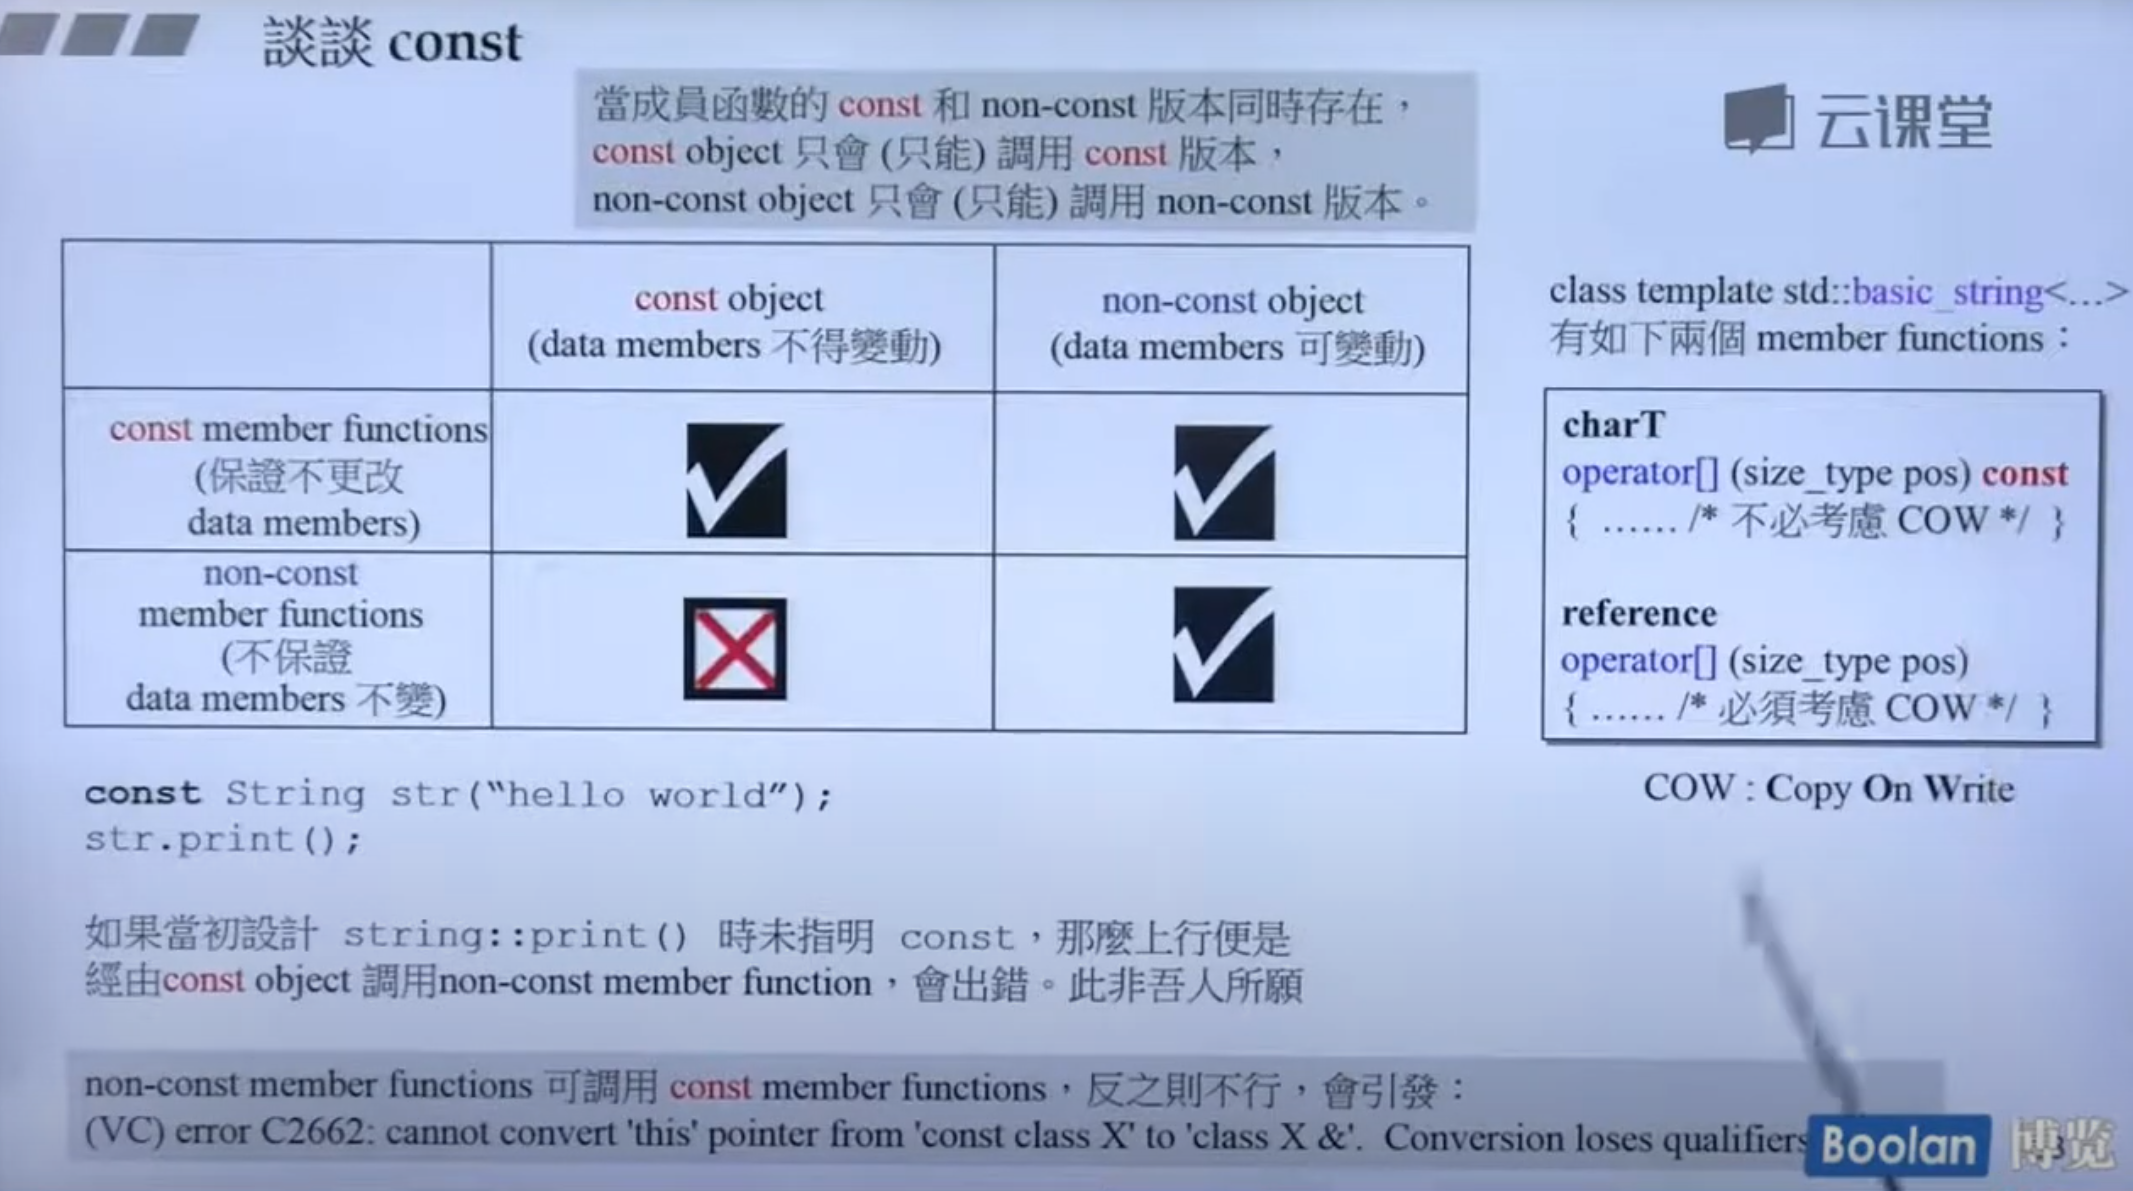 談談 const
當成員函數的 const 和 non-const 版本同時存在，
const object 只會 (只能) 調用 const 版本，
non-const object 只會 (只能) 調用 non-const 版本。
云课堂
const object
(data members 不得變動)
non-const object
(data members 可變動)
const member functions
(保證不更改
data members)
non-const
member functions
(不保證
data members 不變)
class template std::basic_string<...>
有如下兩個 member functions：
charT
operator[] (size_type pos) const
{ ...... /* 不必考慮 COW */ }
reference
operator[] (size_type pos)
{ ...... /* 必須考慮 COW */ }
COW : Copy On Write
const String str(“hello world”);
str.print();
如果當初設計 string::print() 時未指明 const，那麼上行便是
經由const object 調用non-const member function，會出錯。此非吾人所願
non-const member functions 可調用 const member functions，反之則不行，會引發：
(VC) error C2662: cannot convert 'this' pointer from 'const class X' to 'class X &'. Conversion loses qualifiers
Boolan 博览